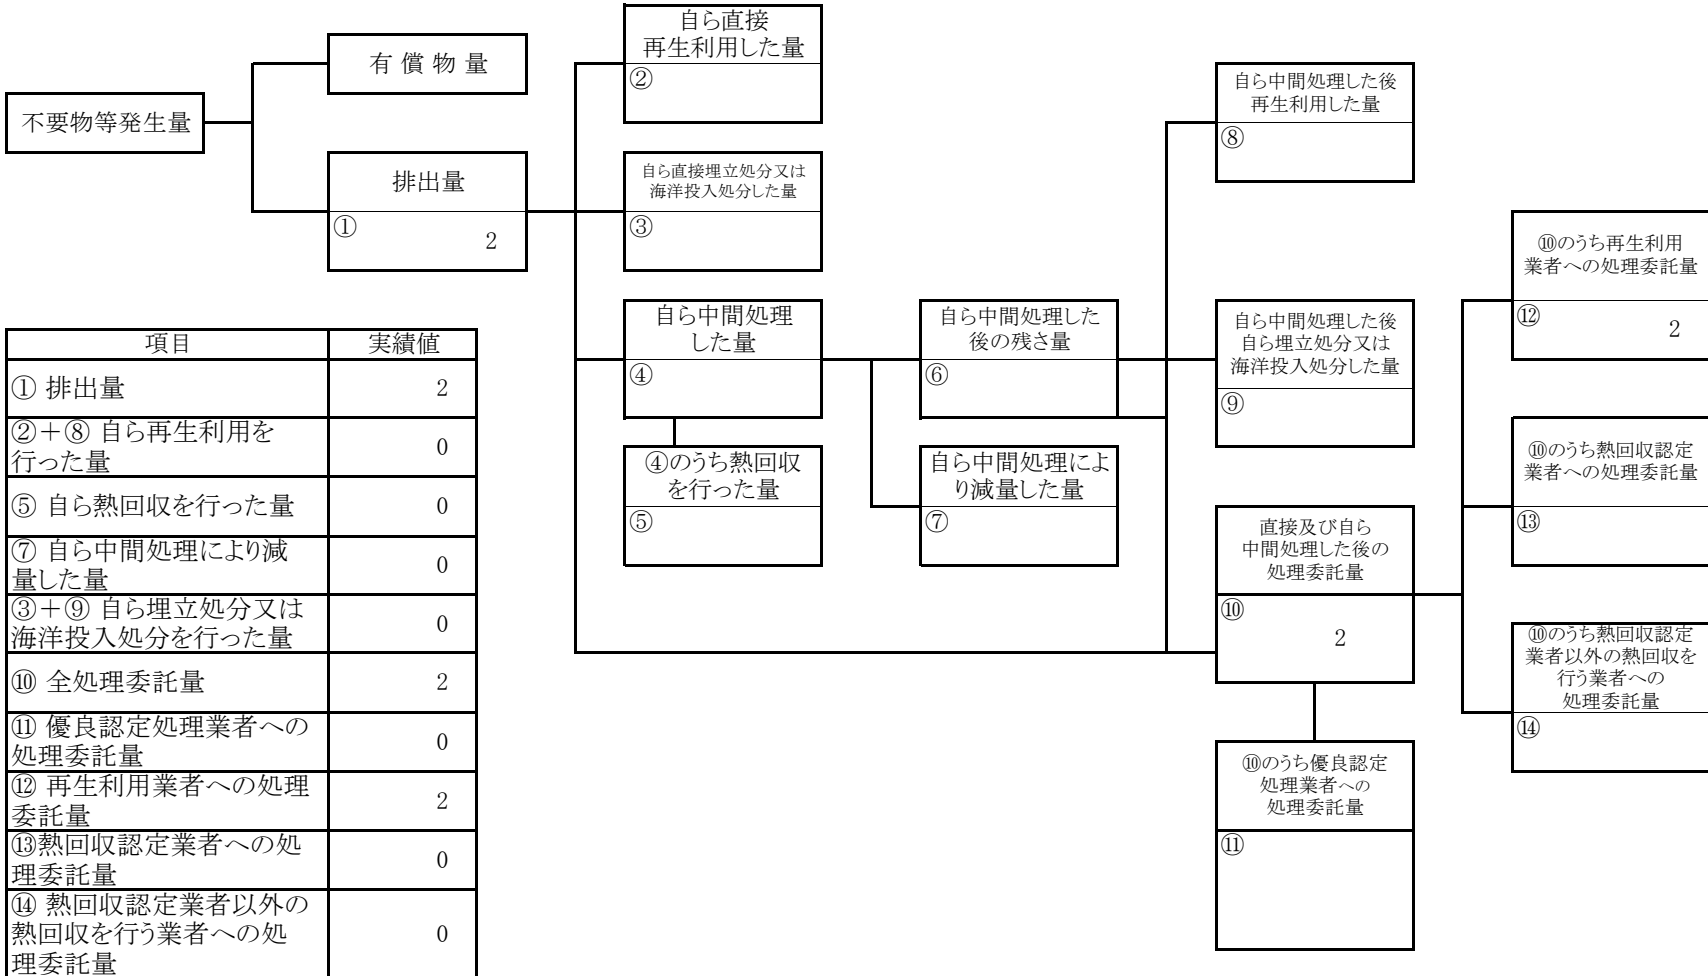 不要物等発生量
有 償 物 量
排出量
①
2
自ら直接
再生利用した量
②
自ら直接埋立処分又は
海洋投入処分した量
③
自ら中間処理
した量
④
④のうち熱回収
を行った量
⑤
自ら中間処理した
後の残さ量
⑥
自ら中間処理によ
り減量した量
⑦
自ら中間処理した後
再生利用した量
⑧
自ら中間処理した後
自ら埋立処分又は
海洋投入処分した量
⑨
直接及び自ら
中間処理した後の
処理委託量
⑩
2
⑩のうち優良認定
処理業者への
処理委託量
⑪
⑩のうち再生利用
業者への処理委託量
⑫
2
⑩のうち熱回収認定
業者への処理委託量
⑬
⑩のうち熱回収認定
業者以外の熱回収を
行う業者への
処理委託量
⑭
項目 実績値
① 排出量 2
②＋⑧ 自ら再生利用を
行った量 0
⑤ 自ら熱回収を行った量 0
⑦ 自ら中間処理により減
量した量 0
③＋⑨ 自ら埋立処分又は
海洋投入処分を行った量 0
⑩ 全処理委託量 2
⑪ 優良認定処理業者への
処理委託量 0
⑫ 再生利用業者への処理
委託量 2
⑬熱回収認定業者への処
理委託量 0
⑭ 熱回収認定業者以外の
熱回収を行う業者への処
理委託量 0